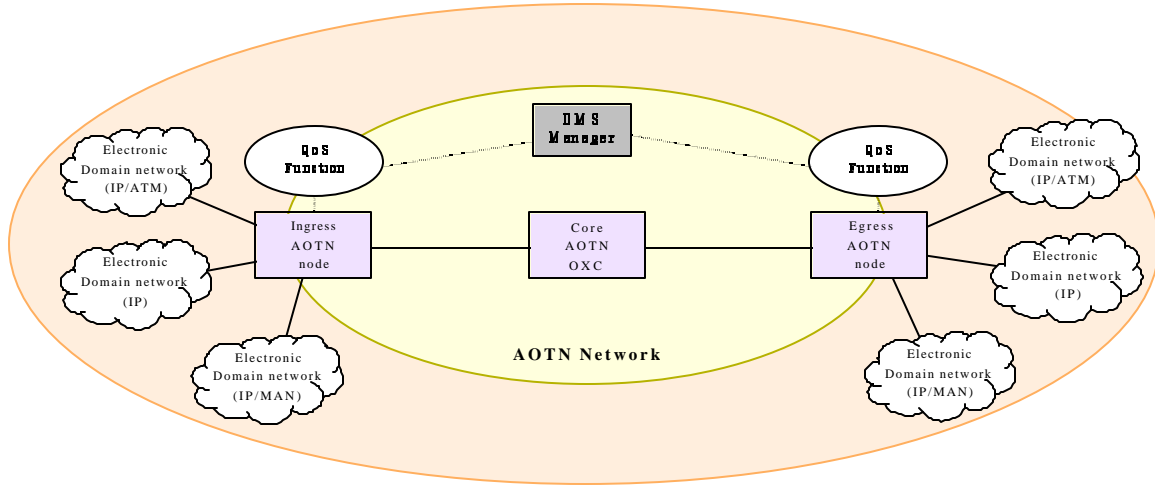 DMS
Manager
QoS
Function
QoS
Function
Electronic
Domain network
(IP/ATM)
Electronic
Domain network
(IP/ATM)
Ingress
AOTN
node
Core
AOTN
OXC
Egress
AOTN
node
Electronic
Domain network
(IP)
Electronic
Domain network
(IP)
AOTN Network
Electronic
Domain network
(IP/MAN)
Electronic
Domain network
(IP/MAN)